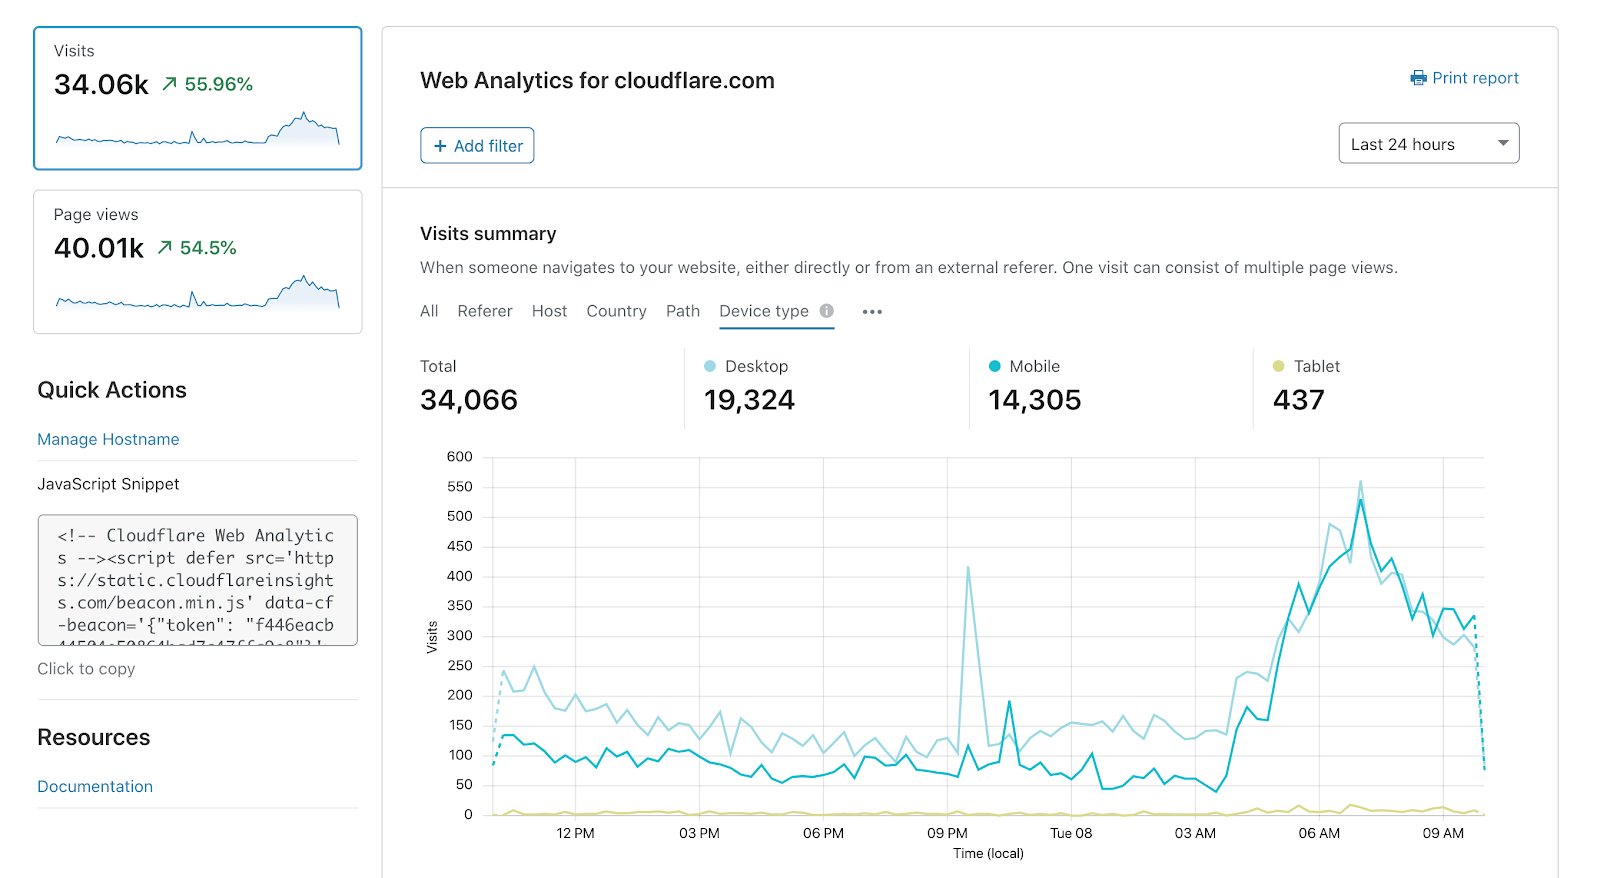 Visits
34.06k ↗ 55.96%
Page views
40.01k ↗ 54.5%
Quick Actions
Manage Hostname
JavaScript Snippet
<!-- Cloudflare Web Analytic
s --><script defer src='http
s://static.cloudflareinsight
s.com/beacon.min.js' data-cf
-beacon='{"token": "f446eacb
Click to copy
Resources
Documentation
Web Analytics for cloudflare.com
Print report
+ Add filter
Last 24 hours
Visits summary
When someone navigates to your website, either directly or from an external referer. One visit can consist of multiple page views.
All Referer Host Country Path Device type •••
Total Desktop Mobile Tablet
34,066 19,324 14,305 437
600
550
500
450
400
350
300
250
200
150
100
50
0
Visits
12 PM 03 PM 06 PM 09 PM Tue 08 03 AM 06 AM 09 AM
Time (local)